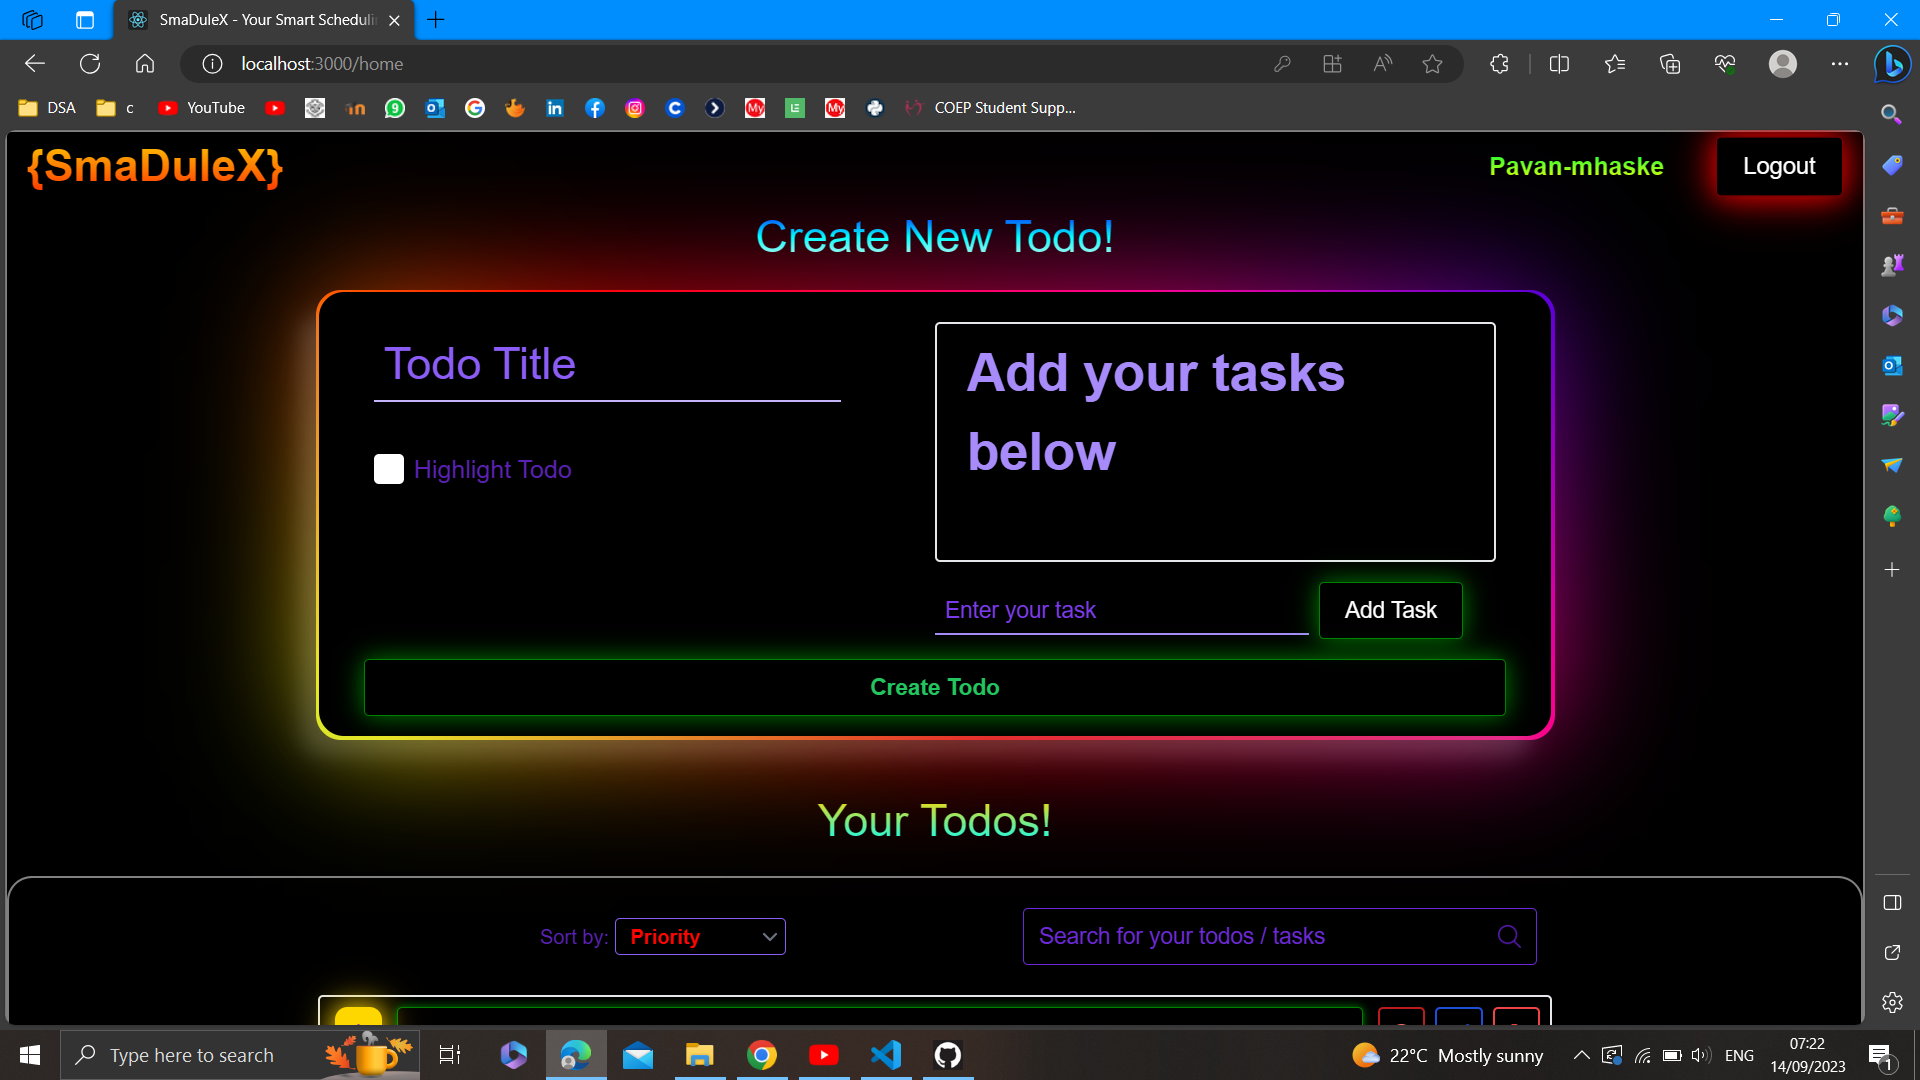 SmaDuleX - Your Smart Scheduli
localhost:3000/home
DSA
c
YouTube
COEP Student Supp...
{SmaDuleX}
Pavan-mhaske
Logout
Create New Todo!
Todo Title
Highlight Todo
Add your tasks
below
Enter your task
Add Task
Create Todo
Your Todos!
Sort by:
Priority
Search for your todos / tasks
Type here to search
22°C Mostly sunny
ENG
07:22
14/09/2023
1